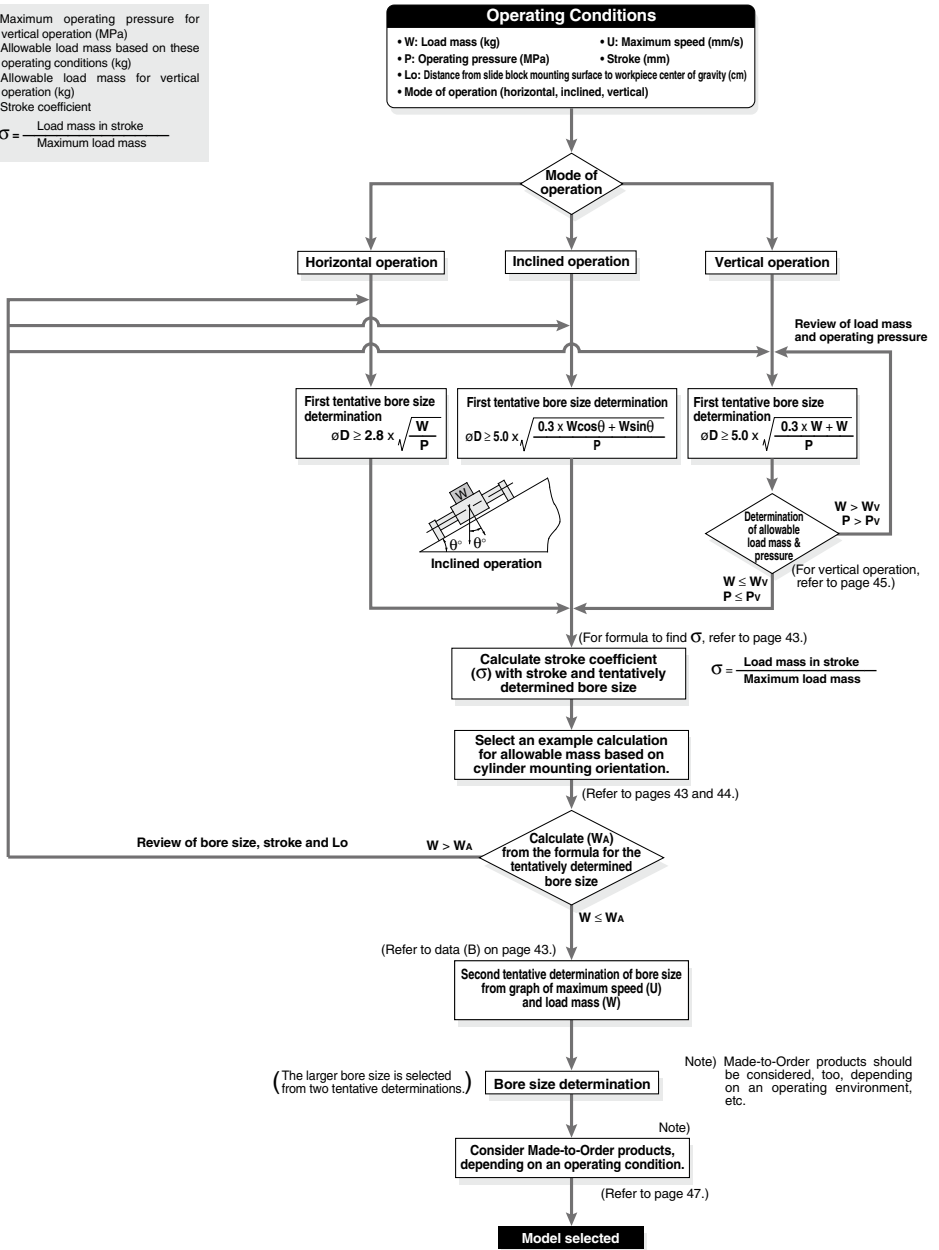 Maximum operating pressure for
vertical operation (MPa)
Allowable load mass based on these
operating conditions (kg)
Allowable load mass for vertical
operation (kg)
Stroke coefficient
σ = Load mass in stroke
Maximum load mass
Operating Conditions
• W: Load mass (kg)
• U: Maximum speed (mm/s)
• P: Operating pressure (MPa)
• Stroke (mm)
• Lo: Distance from slide block mounting surface to workpiece center of gravity (cm)
• Mode of operation (horizontal, inclined, vertical)
Mode of
operation
Horizontal operation
Inclined operation
Vertical operation
Review of load mass
and operating pressure
First tentative bore size
determination
øD ≥ 2.8 x √ W
P
First tentative bore size determination
øD ≥ 5.0 x √ 0.3 x Wcosθ + Wsinθ
P
First tentative bore size
determination
øD ≥ 5.0 x √ 0.3 x W + W
P
W
θ° θ°
Inclined operation
Determination
of allowable
load mass &
pressure
W > Wv
P > Pv
(For vertical operation,
refer to page 45.)
W ≤ Wv
P ≤ Pv
(For formula to find σ, refer to page 43.)
Calculate stroke coefficient
(σ) with stroke and tentatively
determined bore size
σ = Load mass in stroke
Maximum load mass
Select an example calculation
for allowable mass based on
cylinder mounting orientation.
(Refer to pages 43 and 44.)
Review of bore size, stroke and Lo
W > WA
Calculate (WA)
from the formula for the
tentatively determined
bore size
W ≤ WA
(Refer to data (B) on page 43.)
Second tentative determination of bore size
from graph of maximum speed (U)
and load mass (W)
(The larger bore size is selected
from two tentative determinations.)
Bore size determination
Note) Made-to-Order products should
be considered, too, depending
on an operating environment,
etc.
Note)
Consider Made-to-Order products,
depending on an operating condition.
(Refer to page 47.)
Model selected